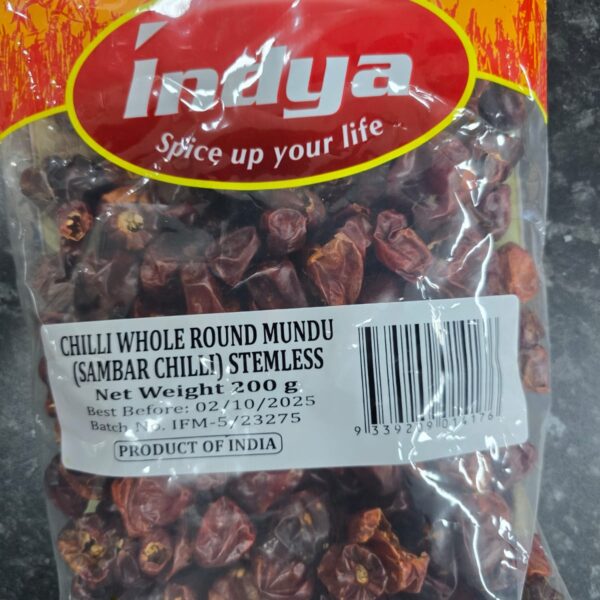 indya
Spice up your life
CHILLI WHOLE ROUND MUNDU
(SAMBAR CHILLI) STEMLESS
Net Weight 200 g
Best Before: 02/10/2025
Batch No. IFM-5/23275
PRODUCT OF INDIA